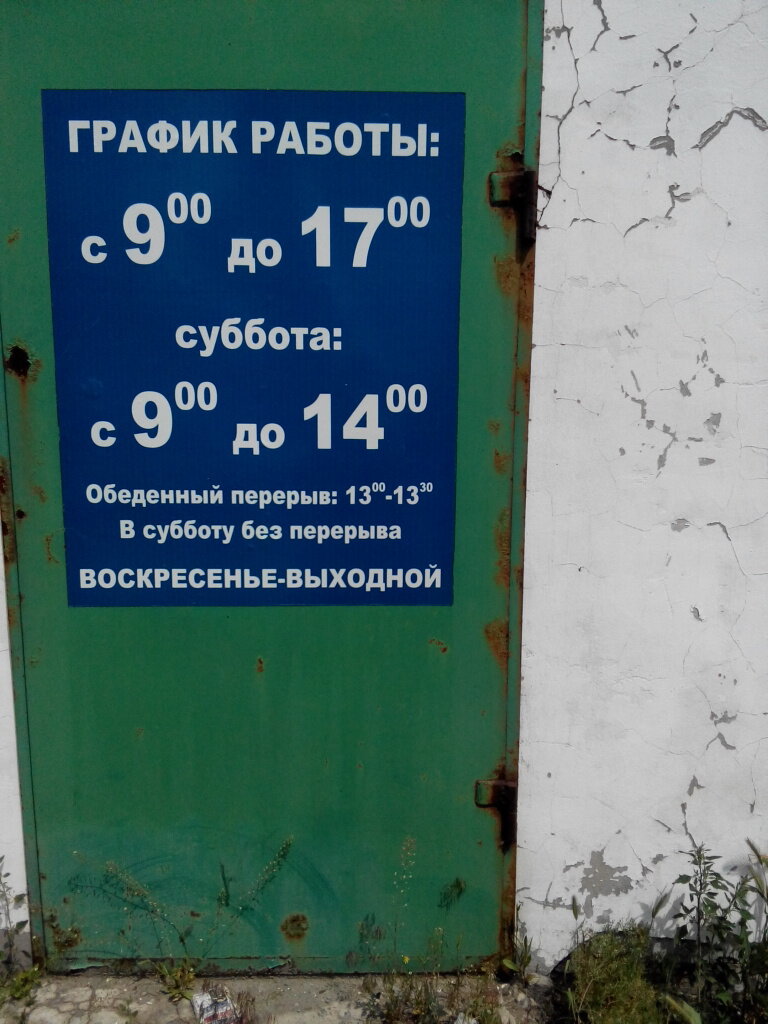 ГРАФИК РАБОТЫ:
с 9⁰⁰ до 17⁰⁰
суббота:
с 9⁰⁰ до 14⁰⁰
Обеденный перерыв: 13⁰⁰-13³⁰
В субботу без перерыва
ВОСКРЕСЕНЬЕ-ВЫХОДНОЙ